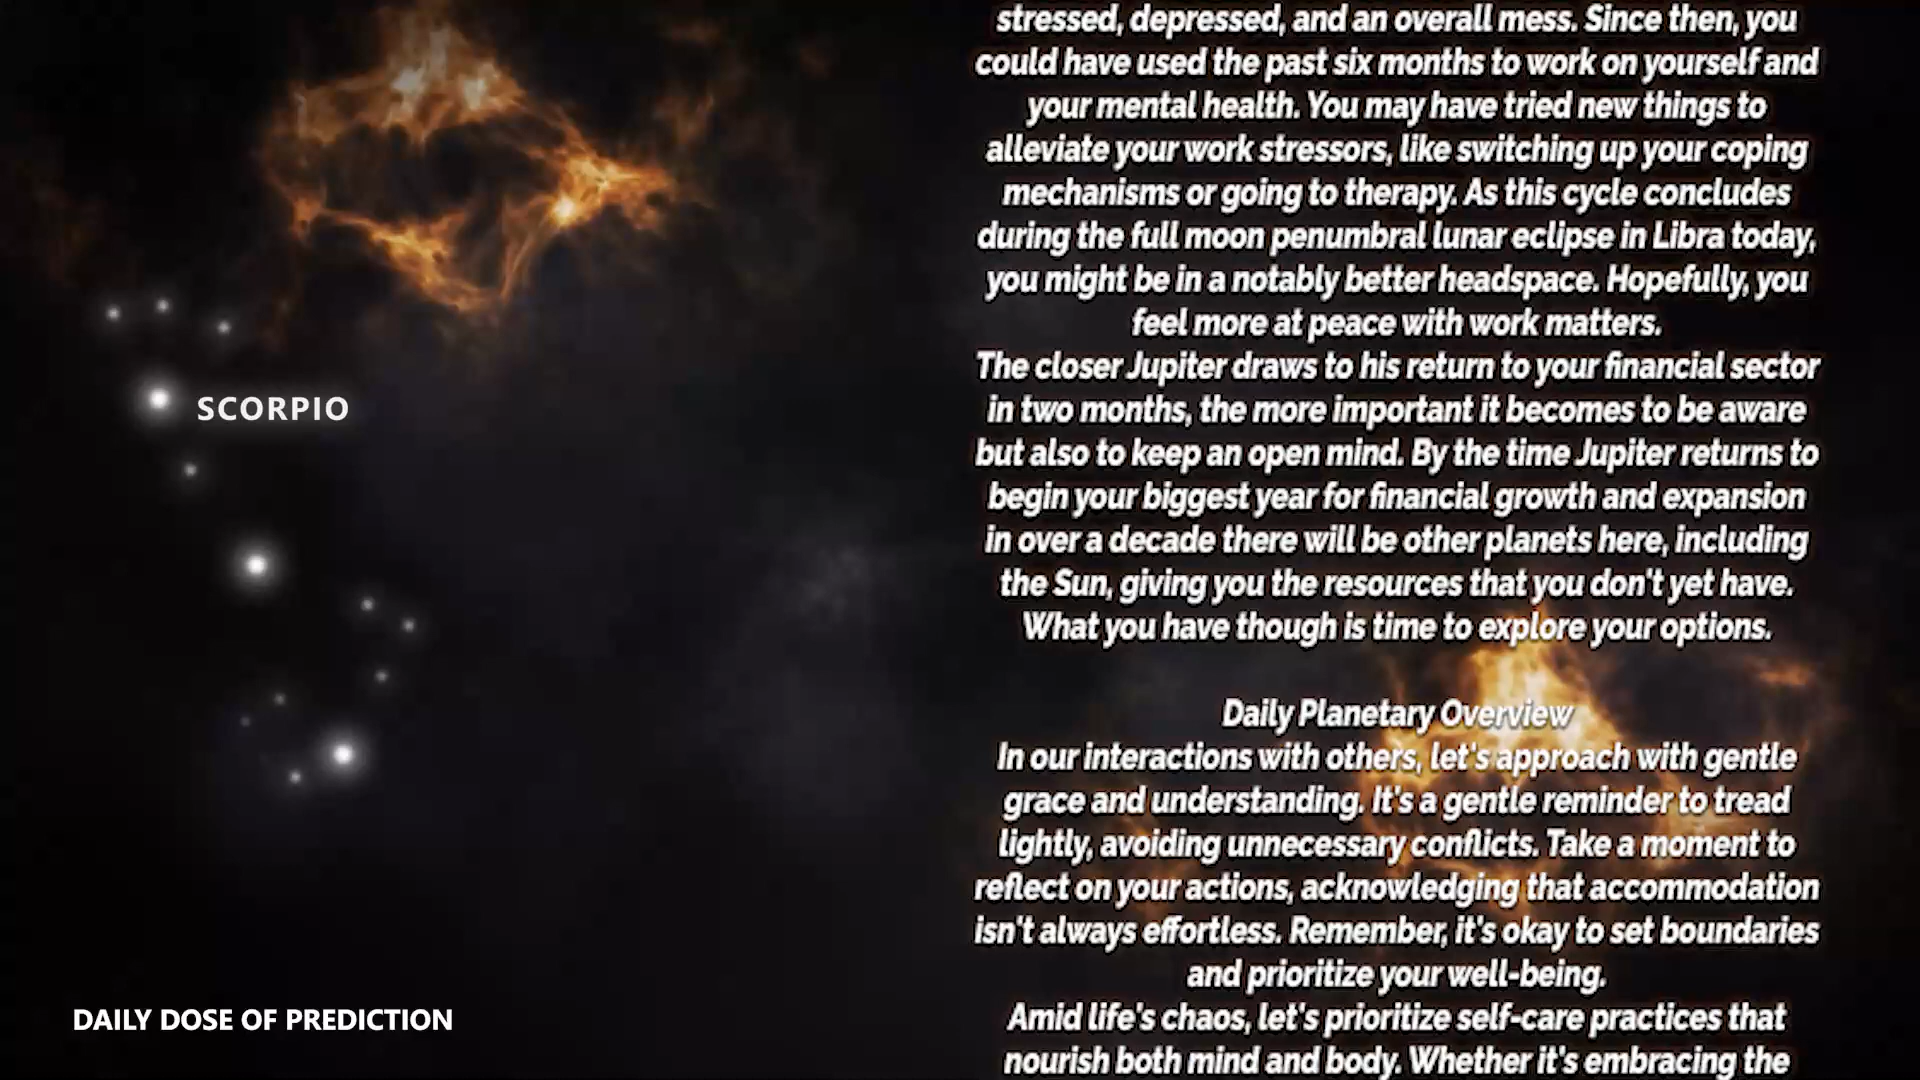 stressed, depressed, and an overall mess. Since then, you
could have used the past six months to work on yourself and
your mental health. You may have tried new things to
alleviate your work stressors, like switching up your coping
mechanisms or going to therapy. As this cycle concludes
during the full moon penumbral lunar eclipse in Libra today,
you might be in a notably better headspace. Hopefully, you
feel more at peace with work matters.
The closer Jupiter draws to his return to your financial sector
in two months, the more important it becomes to be aware
but also to keep an open mind. By the time Jupiter returns to
begin your biggest year for financial growth and expansion
in over a decade there will be other planets here, including
the Sun, giving you the resources that you don't yet have.
What you have though is time to explore your options.
Daily Planetary Overview
In our interactions with others, let's approach with gentle
grace and understanding. It's a gentle reminder to tread
lightly, avoiding unnecessary conflicts. Take a moment to
reflect on your actions, acknowledging that accommodation
isn't always effortless. Remember, it's okay to set boundaries
and prioritize your well-being.
Amid life's chaos, let's prioritize self-care practices that
nourish both mind and body. Whether it's embracing the
SCORPIO
DAILY DOSE OF PREDICTION